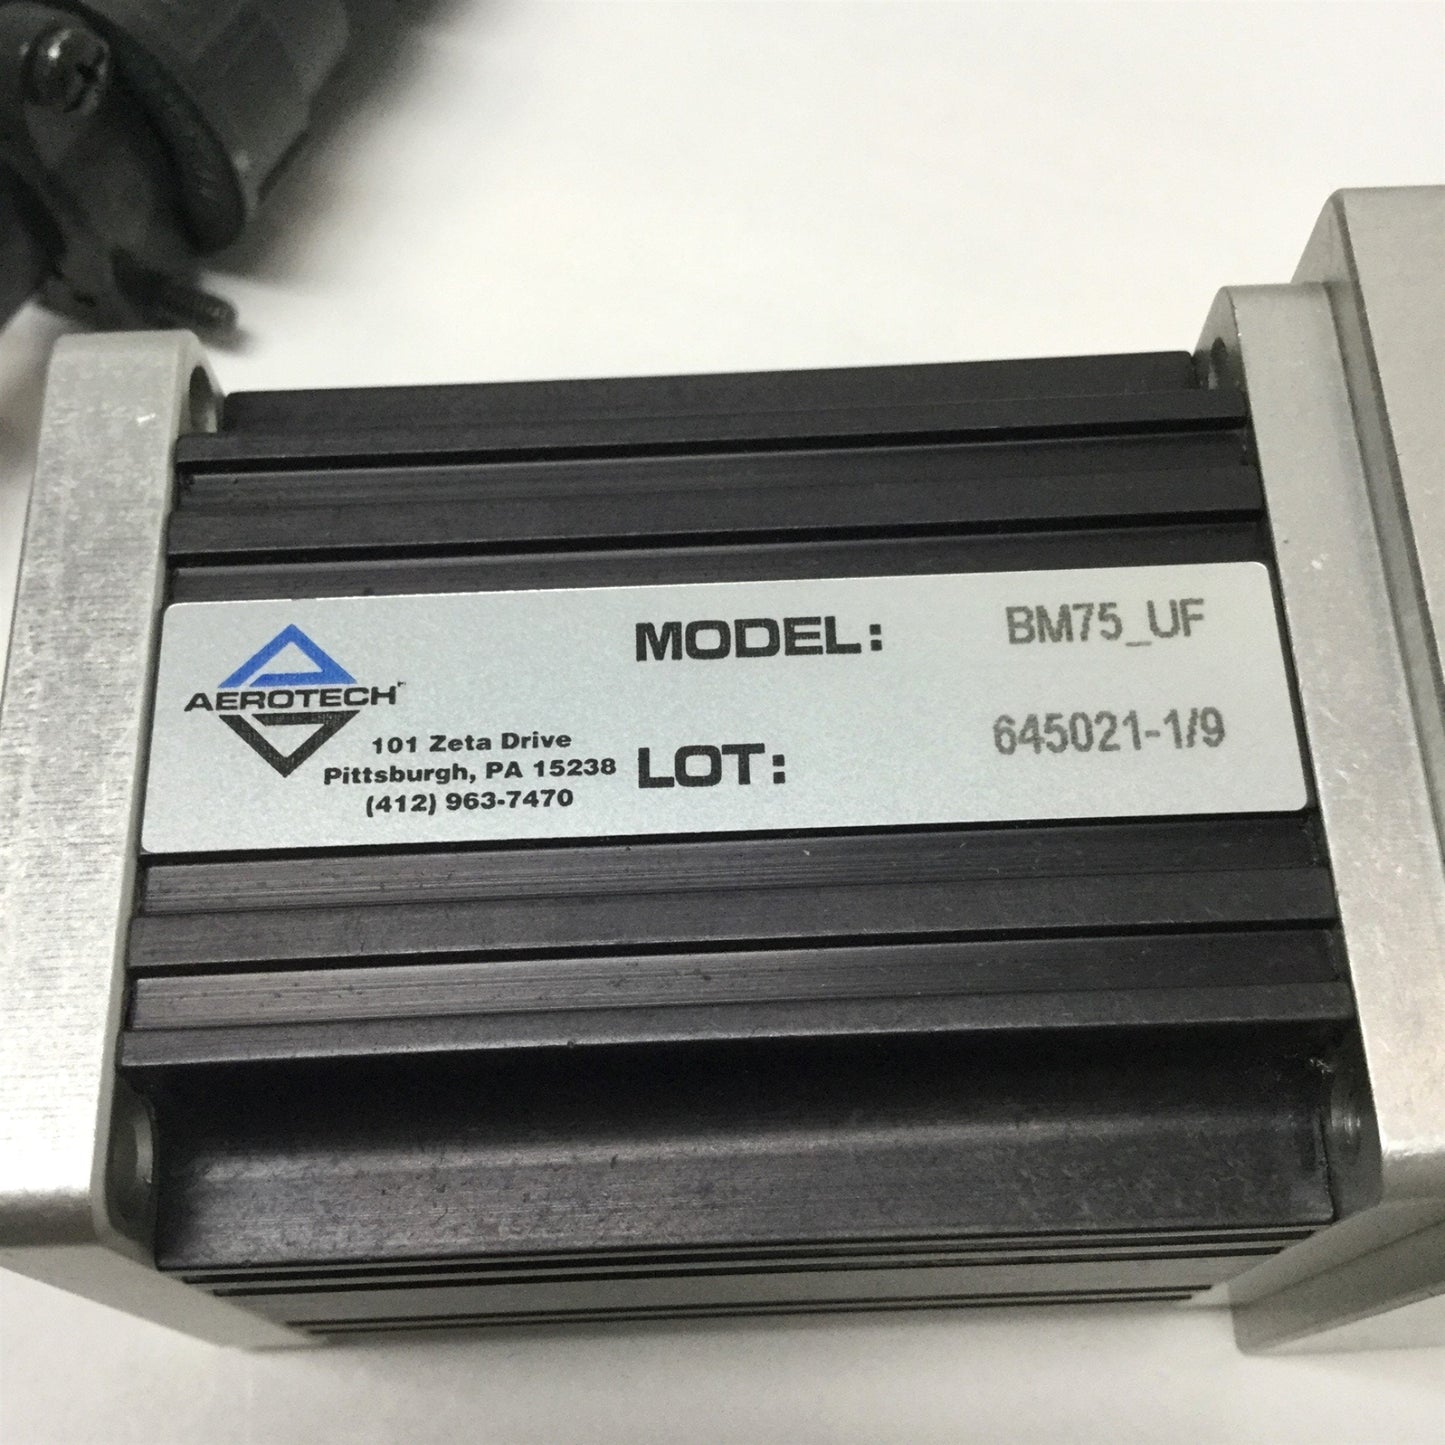 AEROTECH
101 Zeta Drive
Pittsburgh, PA 15238
(412) 963-7470
MODEL: BM75_UF
LOT: 645021-1/9